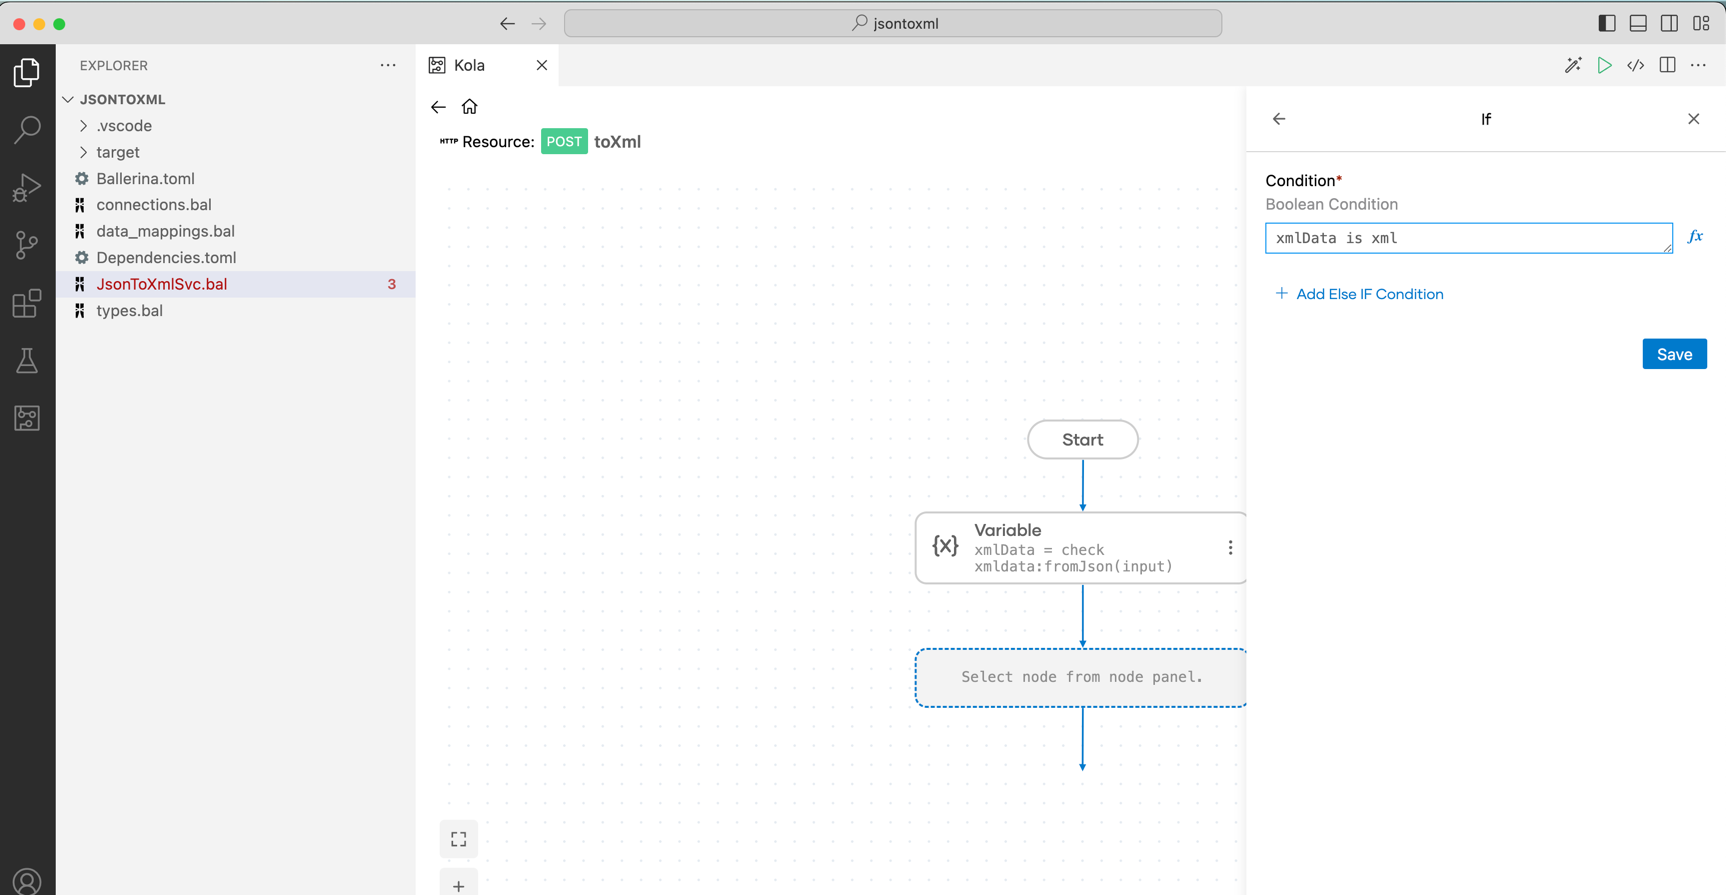 jsontoxml
EXPLORER
Kola
JSONTOXML
.vscode
target
Ballerina.toml
connections.bal
data_mappings.bal
Dependencies.toml
JsonToXmlSvc.bal 3
types.bal
HTTP Resource: POST toXml
Start
{x} Variable
xmlData = check
xmldata:fromJson(input)
Select node from node panel.
If
Condition*
Boolean Condition
xmlData is xml
fx
+ Add Else IF Condition
Save